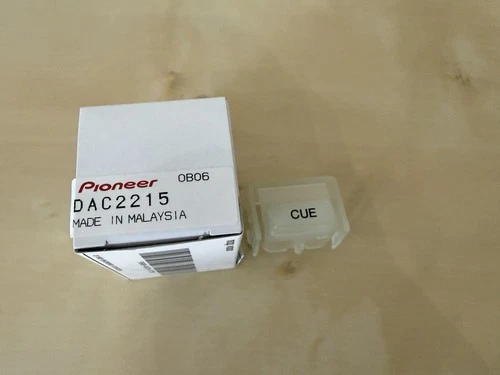 Pioneer 0B06
DAC2215
MADE IN MALAYSIA
CUE